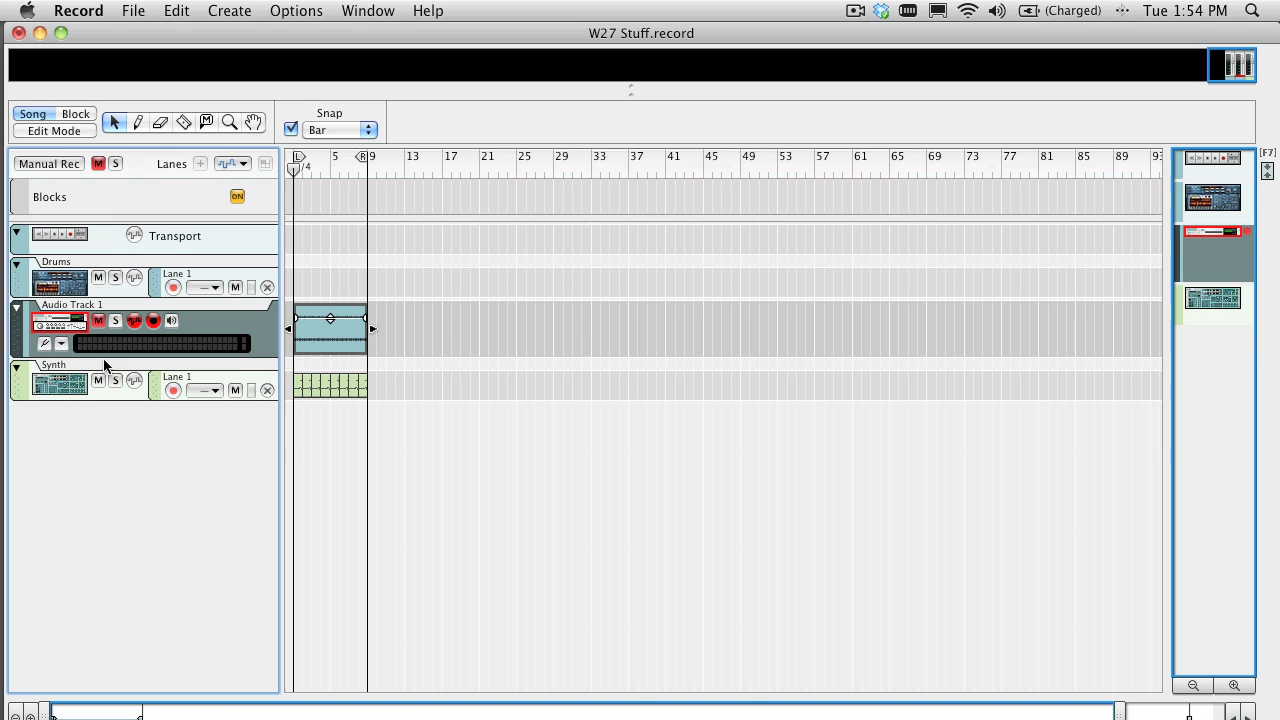 Record File Edit Create Options Window Help (Charged) Tue 1:54 PM
W27 Stuff.record
Song Block
Edit Mode
Snap
Bar
Manual Rec M S Lanes
L 5 R 9 13 17 21 25 29 33 37 41 45 49 53 57 61 65 69 73 77 81 85 89 93
/4
[F7]
Blocks ON
Transport
Drums
M S Lane 1
M
Audio Track 1
M S
Synth
M S Lane 1
M